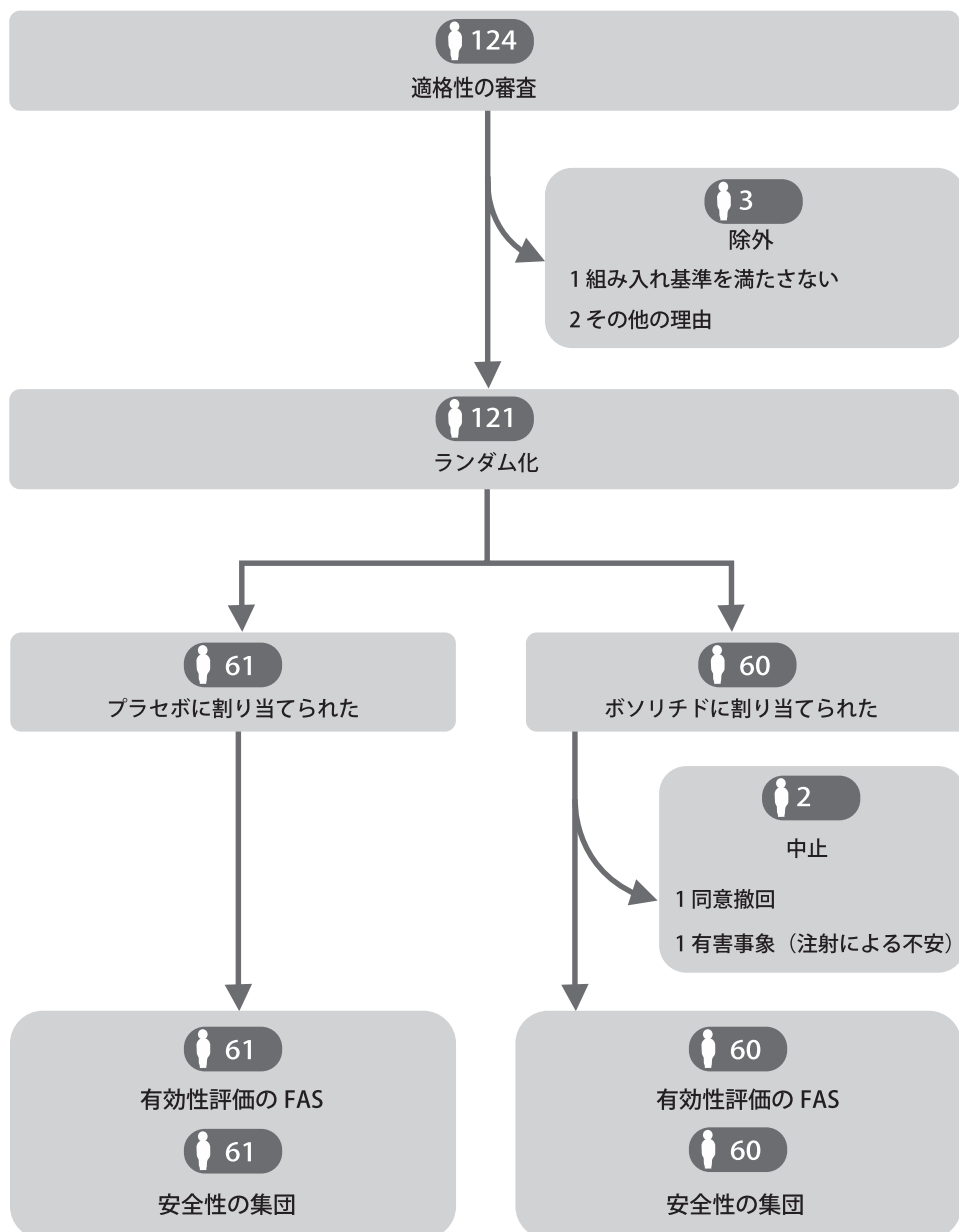 124
適格性の審査
3
除外
1 組み入れ基準を満たさない
2 その他の理由
121
ランダム化
61
プラセボに割り当てられた
60
ボソリチドに割り当てられた
2
中止
1 同意撤回
1 有害事象（注射による不安）
61
有効性評価の FAS
61
安全性の集団
60
有効性評価の FAS
60
安全性の集団